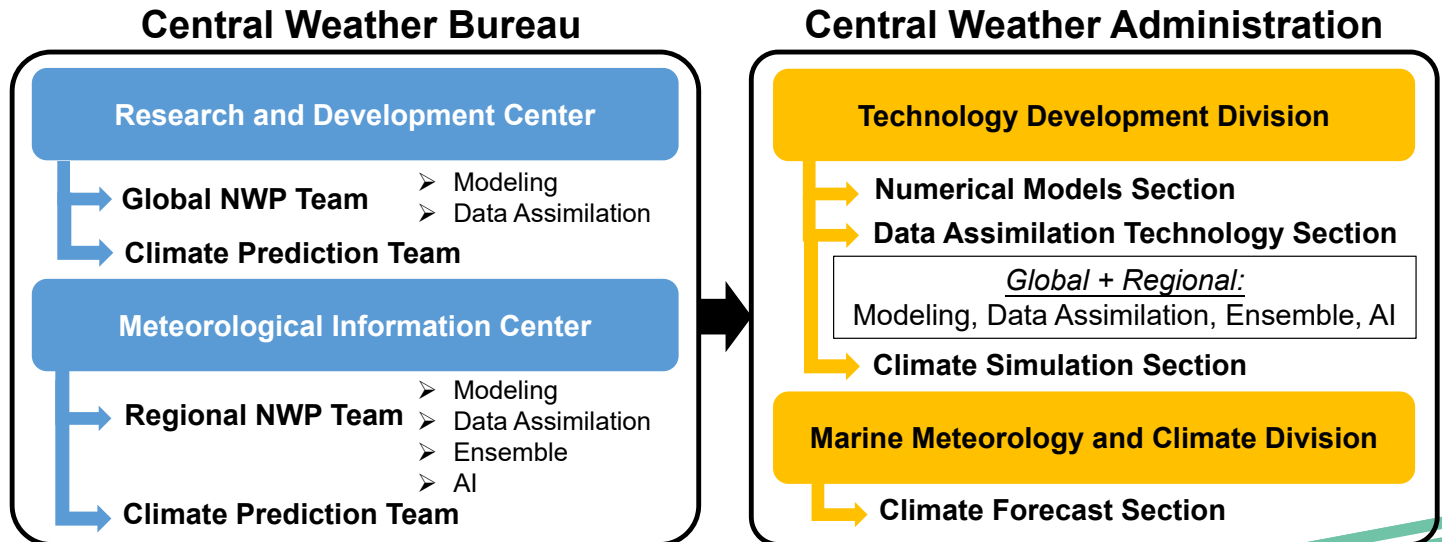 Central Weather Bureau
Research and Development Center
Global NWP Team
➢ Modeling
➢ Data Assimilation
Climate Prediction Team
Meteorological Information Center
Regional NWP Team
➢ Modeling
➢ Data Assimilation
➢ Ensemble
➢ AI
Climate Prediction Team
Central Weather Administration
Technology Development Division
Numerical Models Section
Data Assimilation Technology Section
Global + Regional:
Modeling, Data Assimilation, Ensemble, AI
Climate Simulation Section
Marine Meteorology and Climate Division
Climate Forecast Section